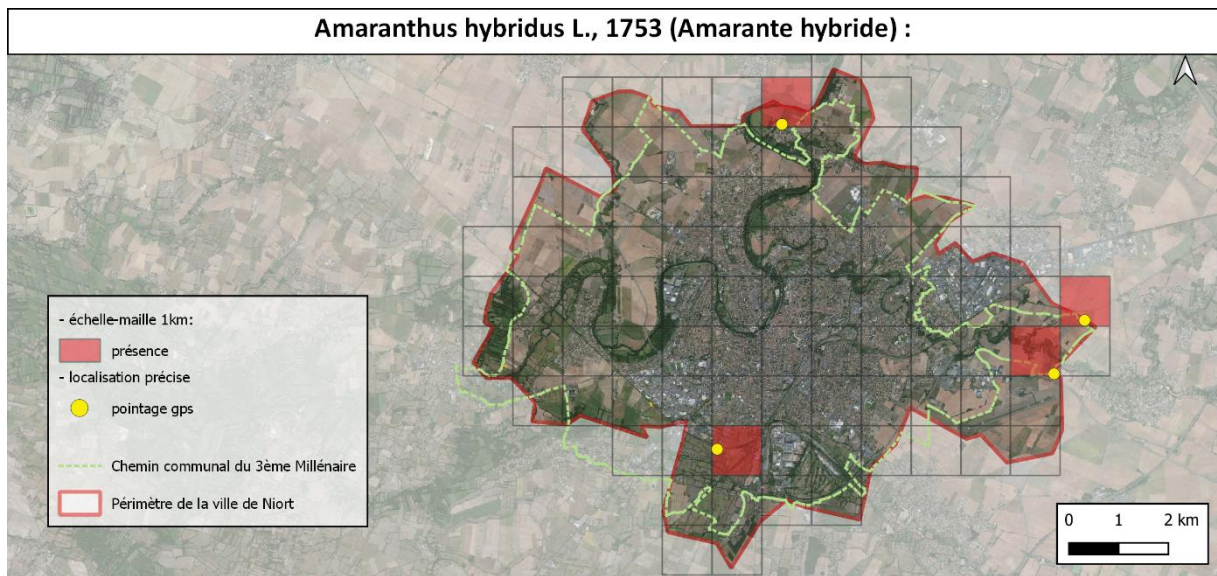 Amaranthus hybridus L., 1753 (Amarante hybride) :
- échelle-maille 1km:
présence
- localisation précise
pointage gps
Chemin communal du 3ème Millénaire
Périmètre de la ville de Niort
0 1 2 km